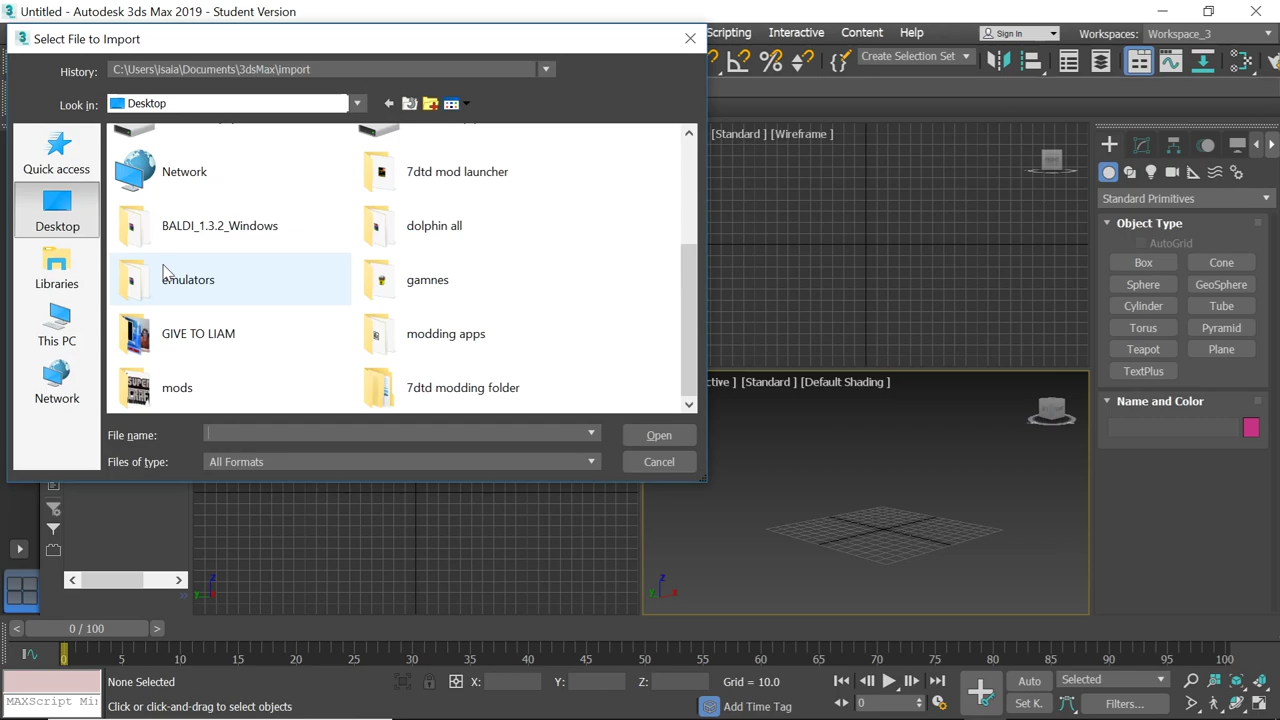 Untitled - Autodesk 3ds Max 2019 - Student Version
Select File to Import
Scripting Interactive Content Help Sign In Workspaces: Workspace_3
History: C:\Users\isaia\Documents\3dsMax\import
Create Selection Set
Look in: Desktop
[Standard ] [Wireframe ]
Quick access
Desktop
Libraries
This PC
Network
Network 7dtd mod launcher
BALDI_1.3.2_Windows dolphin all
emulators gamnes
GIVE TO LIAM modding apps
mods 7dtd modding folder
File name: Open
Files of type: All Formats Cancel
ctive ] [Standard ] [Default Shading ]
Standard Primitives
Object Type
AutoGrid
Box Cone
Sphere GeoSphere
Cylinder Tube
Torus Pyramid
Teapot Plane
TextPlus
Name and Color
z
y x
z
y x
0 / 100
0 5 10 15 20 25 30 35 40 45 50 55 60 65 70 75 80 85 90 95 100
None Selected X: Y: Z: Grid = 10.0 Auto Selected
MAXScript Mi Click or click-and-drag to select objects Add Time Tag 0 Set K. Filters...